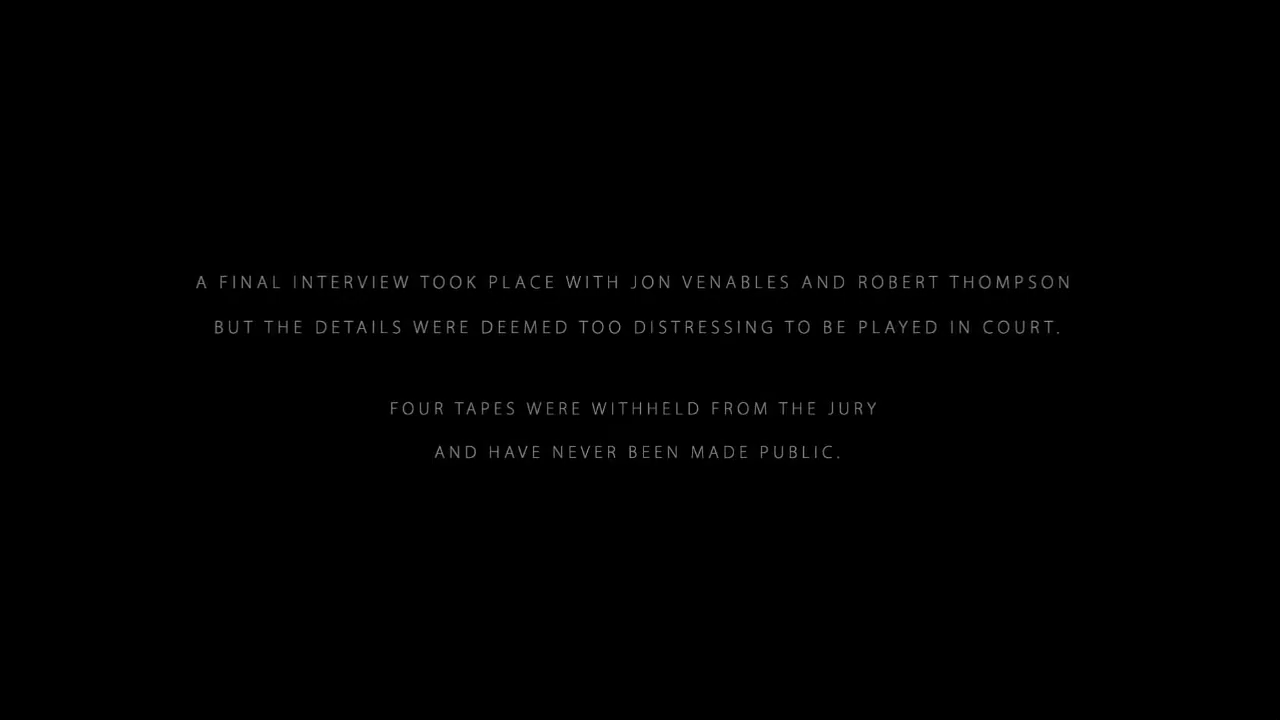 A FINAL INTERVIEW TOOK PLACE WITH JON VENABLES AND ROBERT THOMPSON
BUT THE DETAILS WERE DEEMED TOO DISTRESSING TO BE PLAYED IN COURT.
FOUR TAPES WERE WITHHELD FROM THE JURY
AND HAVE NEVER BEEN MADE PUBLIC.